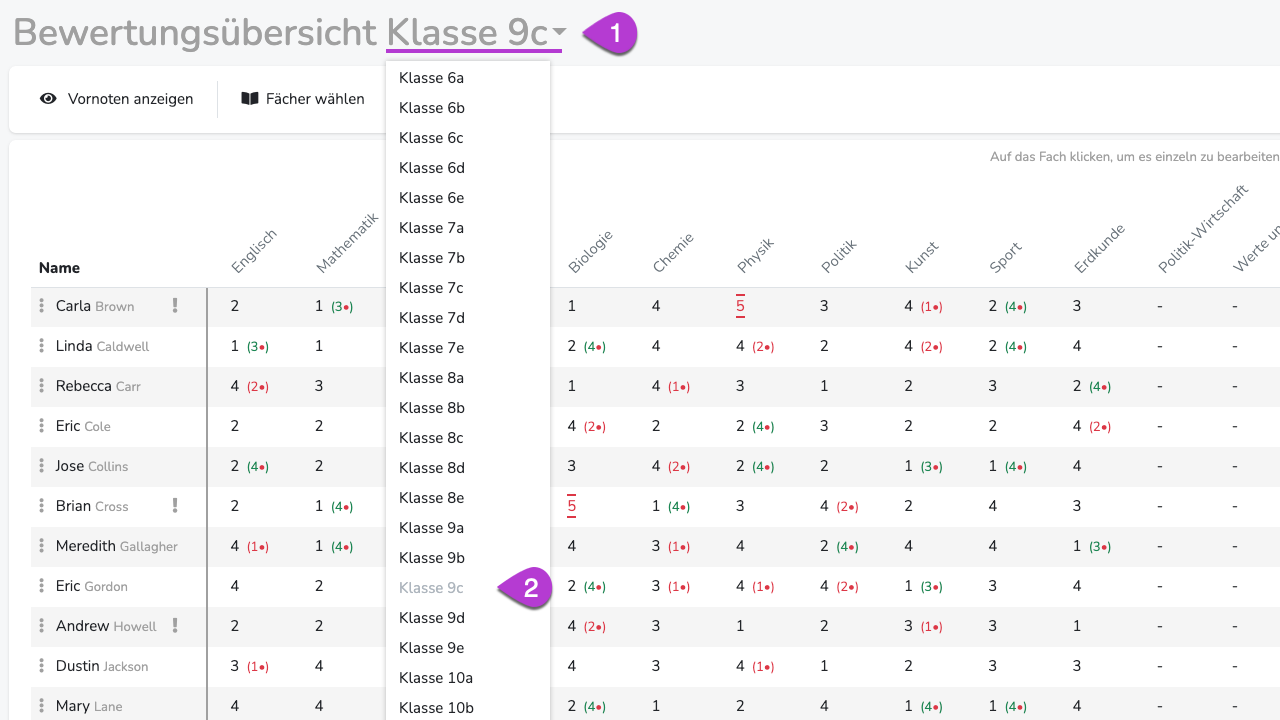 Bewertungsübersicht Klasse 9c
1
Vornoten anzeigen
Fächer wählen
Klasse 6a
Klasse 6b
Klasse 6c
Klasse 6d
Klasse 6e
Klasse 7a
Klasse 7b
Klasse 7c
Klasse 7d
Klasse 7e
Klasse 8a
Klasse 8b
Klasse 8c
Klasse 8d
Klasse 8e
Klasse 9a
Klasse 9b
Klasse 9c
2
Klasse 9d
Klasse 9e
Klasse 10a
Klasse 10b
Auf das Fach klicken, um es einzeln zu bearbeiten
Name Englisch Mathematik Biologie Chemie Physik Politik Kunst Sport Erdkunde Politik-Wirtschaft Werte
Carla Brown ! 2 1 (3•) 1 4 5 3 4 (1•) 2 (4•) 3 - -
Linda Caldwell 1 (3•) 1 2 (4•) 4 4 (2•) 2 4 (2•) 2 (4•) 4 - -
Rebecca Carr 4 (2•) 3 1 4 (1•) 3 1 2 3 2 (4•) - -
Eric Cole 2 2 4 (2•) 2 2 (4•) 3 2 2 4 (2•) - -
Jose Collins 2 (4•) 2 3 4 (2•) 2 (4•) 2 1 (3•) 1 (4•) 4 - -
Brian Cross ! 2 1 (4•) 5 1 (4•) 3 4 (2•) 2 4 3 - -
Meredith Gallagher 4 (1•) 1 (4•) 4 3 (1•) 4 2 (4•) 4 4 1 (3•) - -
Eric Gordon 4 2 2 (4•) 3 (1•) 4 (1•) 4 (2•) 1 (3•) 3 4 - -
Andrew Howell ! 2 2 4 (2•) 3 1 2 3 (1•) 3 1 - -
Dustin Jackson 3 (1•) 4 4 3 4 (1•) 1 2 3 3 - -
Mary Lane 4 4 2 (4•) 1 2 4 1 (4•) 1 (4•) 4 - -